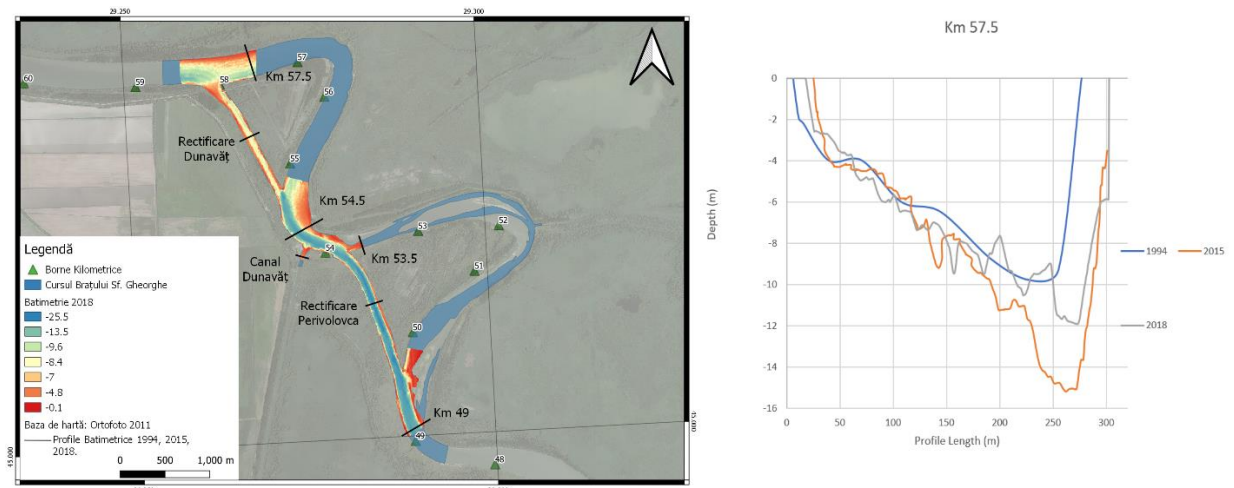 29.250
29.300
60
59
58
57
56
55
54
53
52
51
50
49
48
Km 57.5
Rectificare
Dunavăț
Km 54.5
Km 53.5
Canal
Dunavăț
Rectificare
Perivolovca
Km 49
45.000
Legendă
Borne Kilometrice
Cursul Brațului Sf. Gheorghe
Batimetrie 2018
-25.5
-13.5
-9.6
-8.4
-7
-4.8
-0.1
Baza de hartă: Ortofoto 2011
Profile Batimetrice 1994, 2015,
2018.
0 500 1,000 m
Km 57.5
0 50 100 150 200 250 300
0
-2
-4
-6
-8
-10
-12
-14
-16
Depth (m)
Profile Length (m)
1994 2015
2018